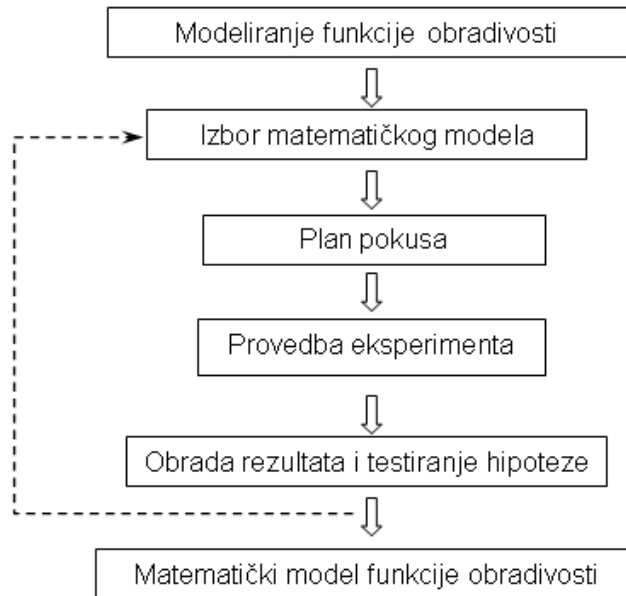 Modeliranje funkcije obradivosti
Izbor matematičkog modela
Plan pokusa
Provedba eksperimenta
Obrada rezultata i testiranje hipoteze
Matematički model funkcije obradivosti